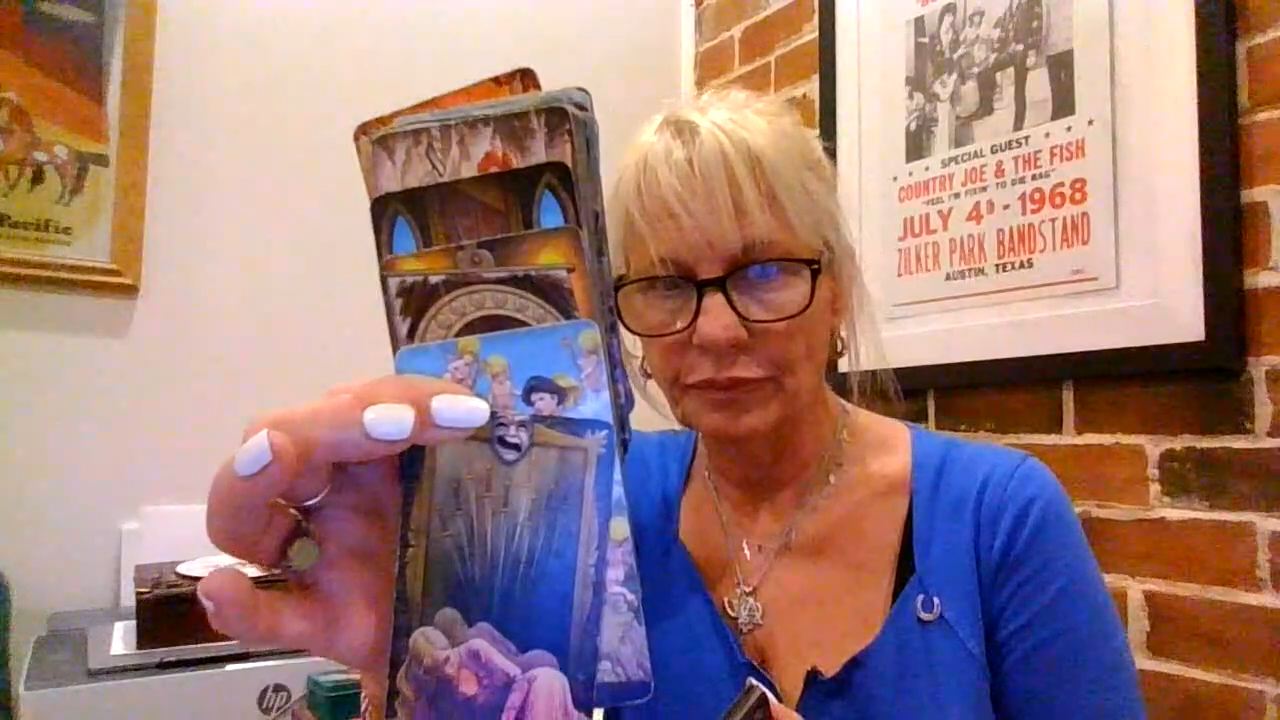 Pacific
SPECIAL GUEST
COUNTRY JOE & THE FISH
"FEEL I'M FIXIN' TO DIE RAG"
JULY 4th - 1968
ZILKER PARK BANDSTAND
AUSTIN, TEXAS
hp